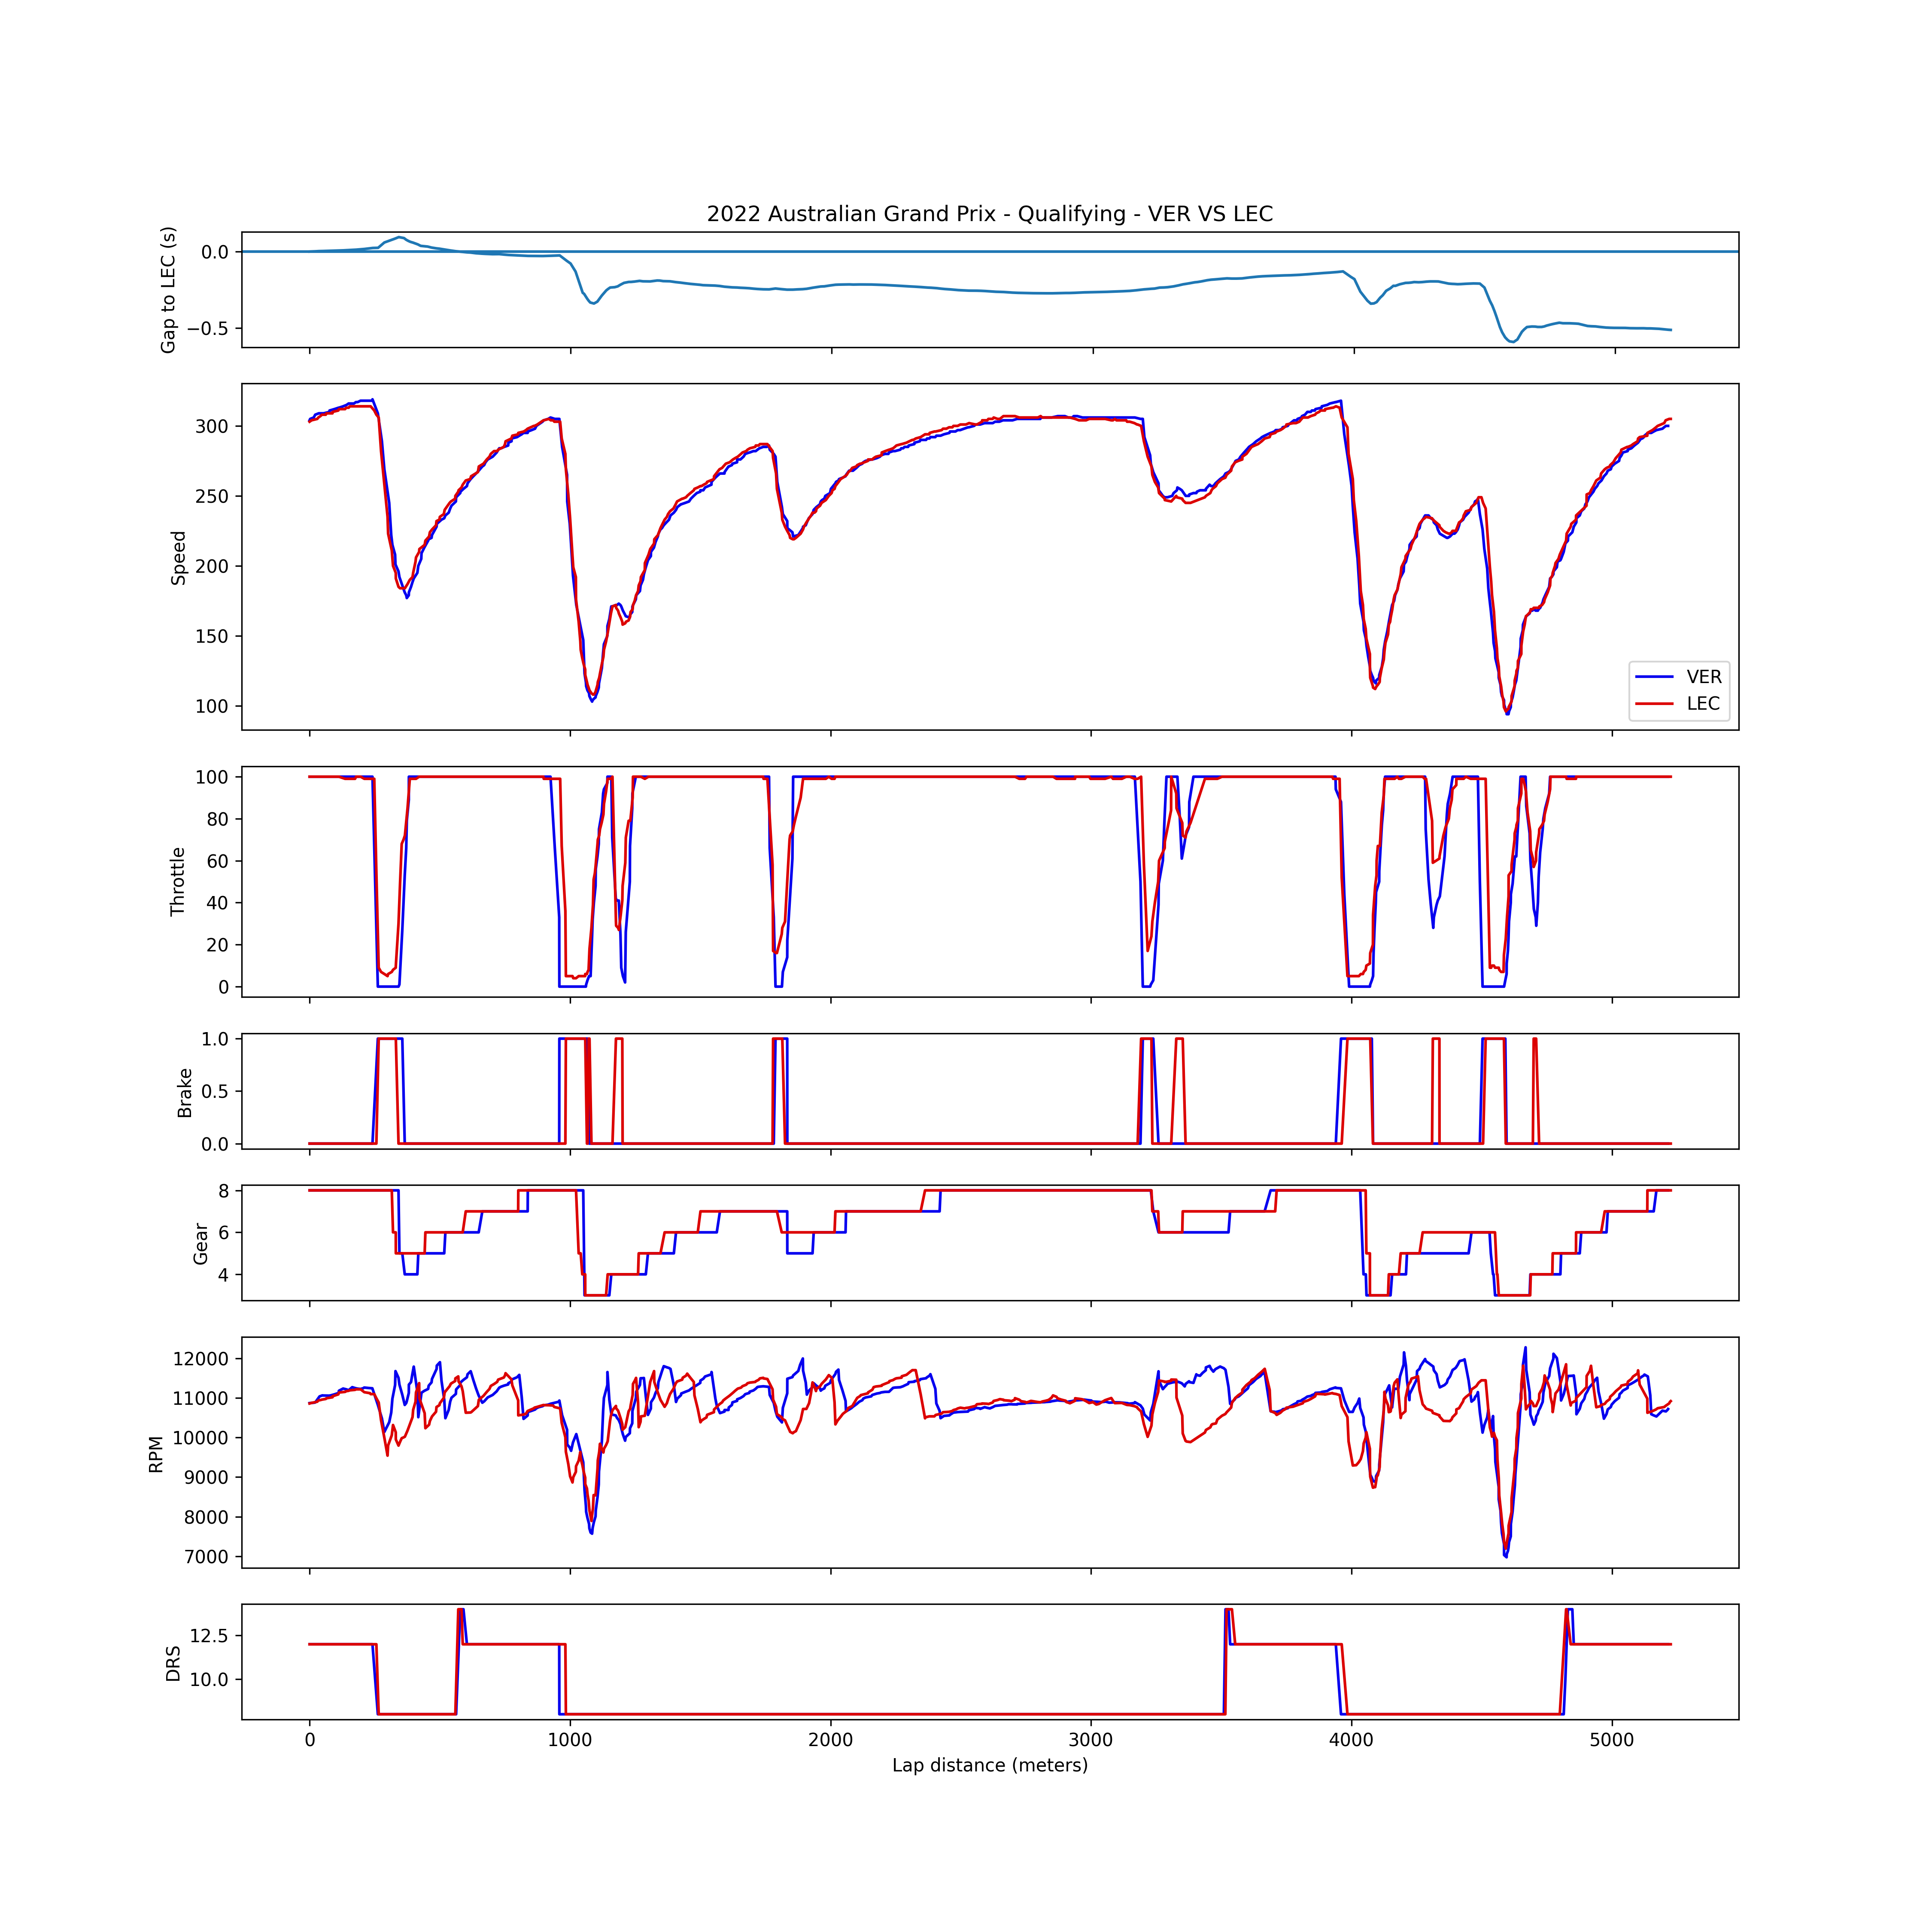 2022 Australian Grand Prix - Qualifying - VER VS LEC
Gap to LEC (s)
0.0
−0.5
Speed
300
250
200
150
100
VER
LEC
Throttle
100
80
60
40
20
0
Brake
1.0
0.5
0.0
Gear
8
6
4
RPM
12000
11000
10000
9000
8000
7000
DRS
12.5
10.0
0 1000 2000 3000 4000 5000
Lap distance (meters)